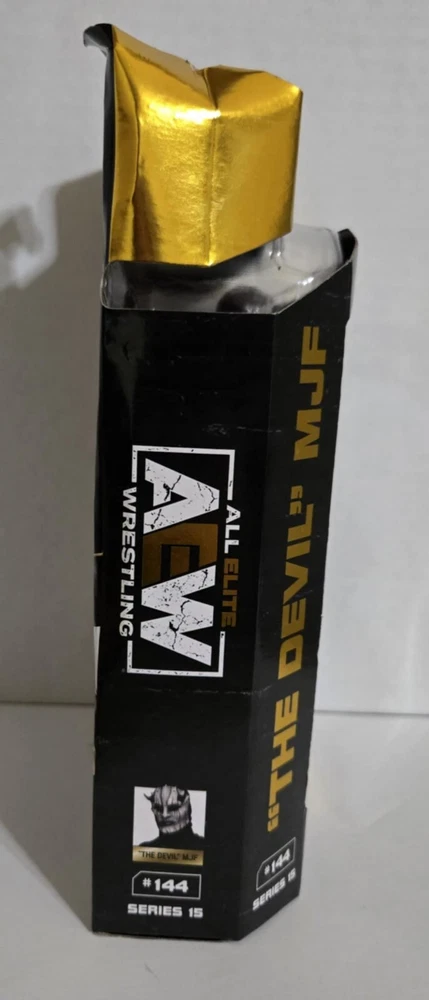 ALL ELITE
AEW
WRESTLING
"THE DEVIL" MJF
#144
SERIES 15
"THE DEVIL" MJF
#144
SERIES 15